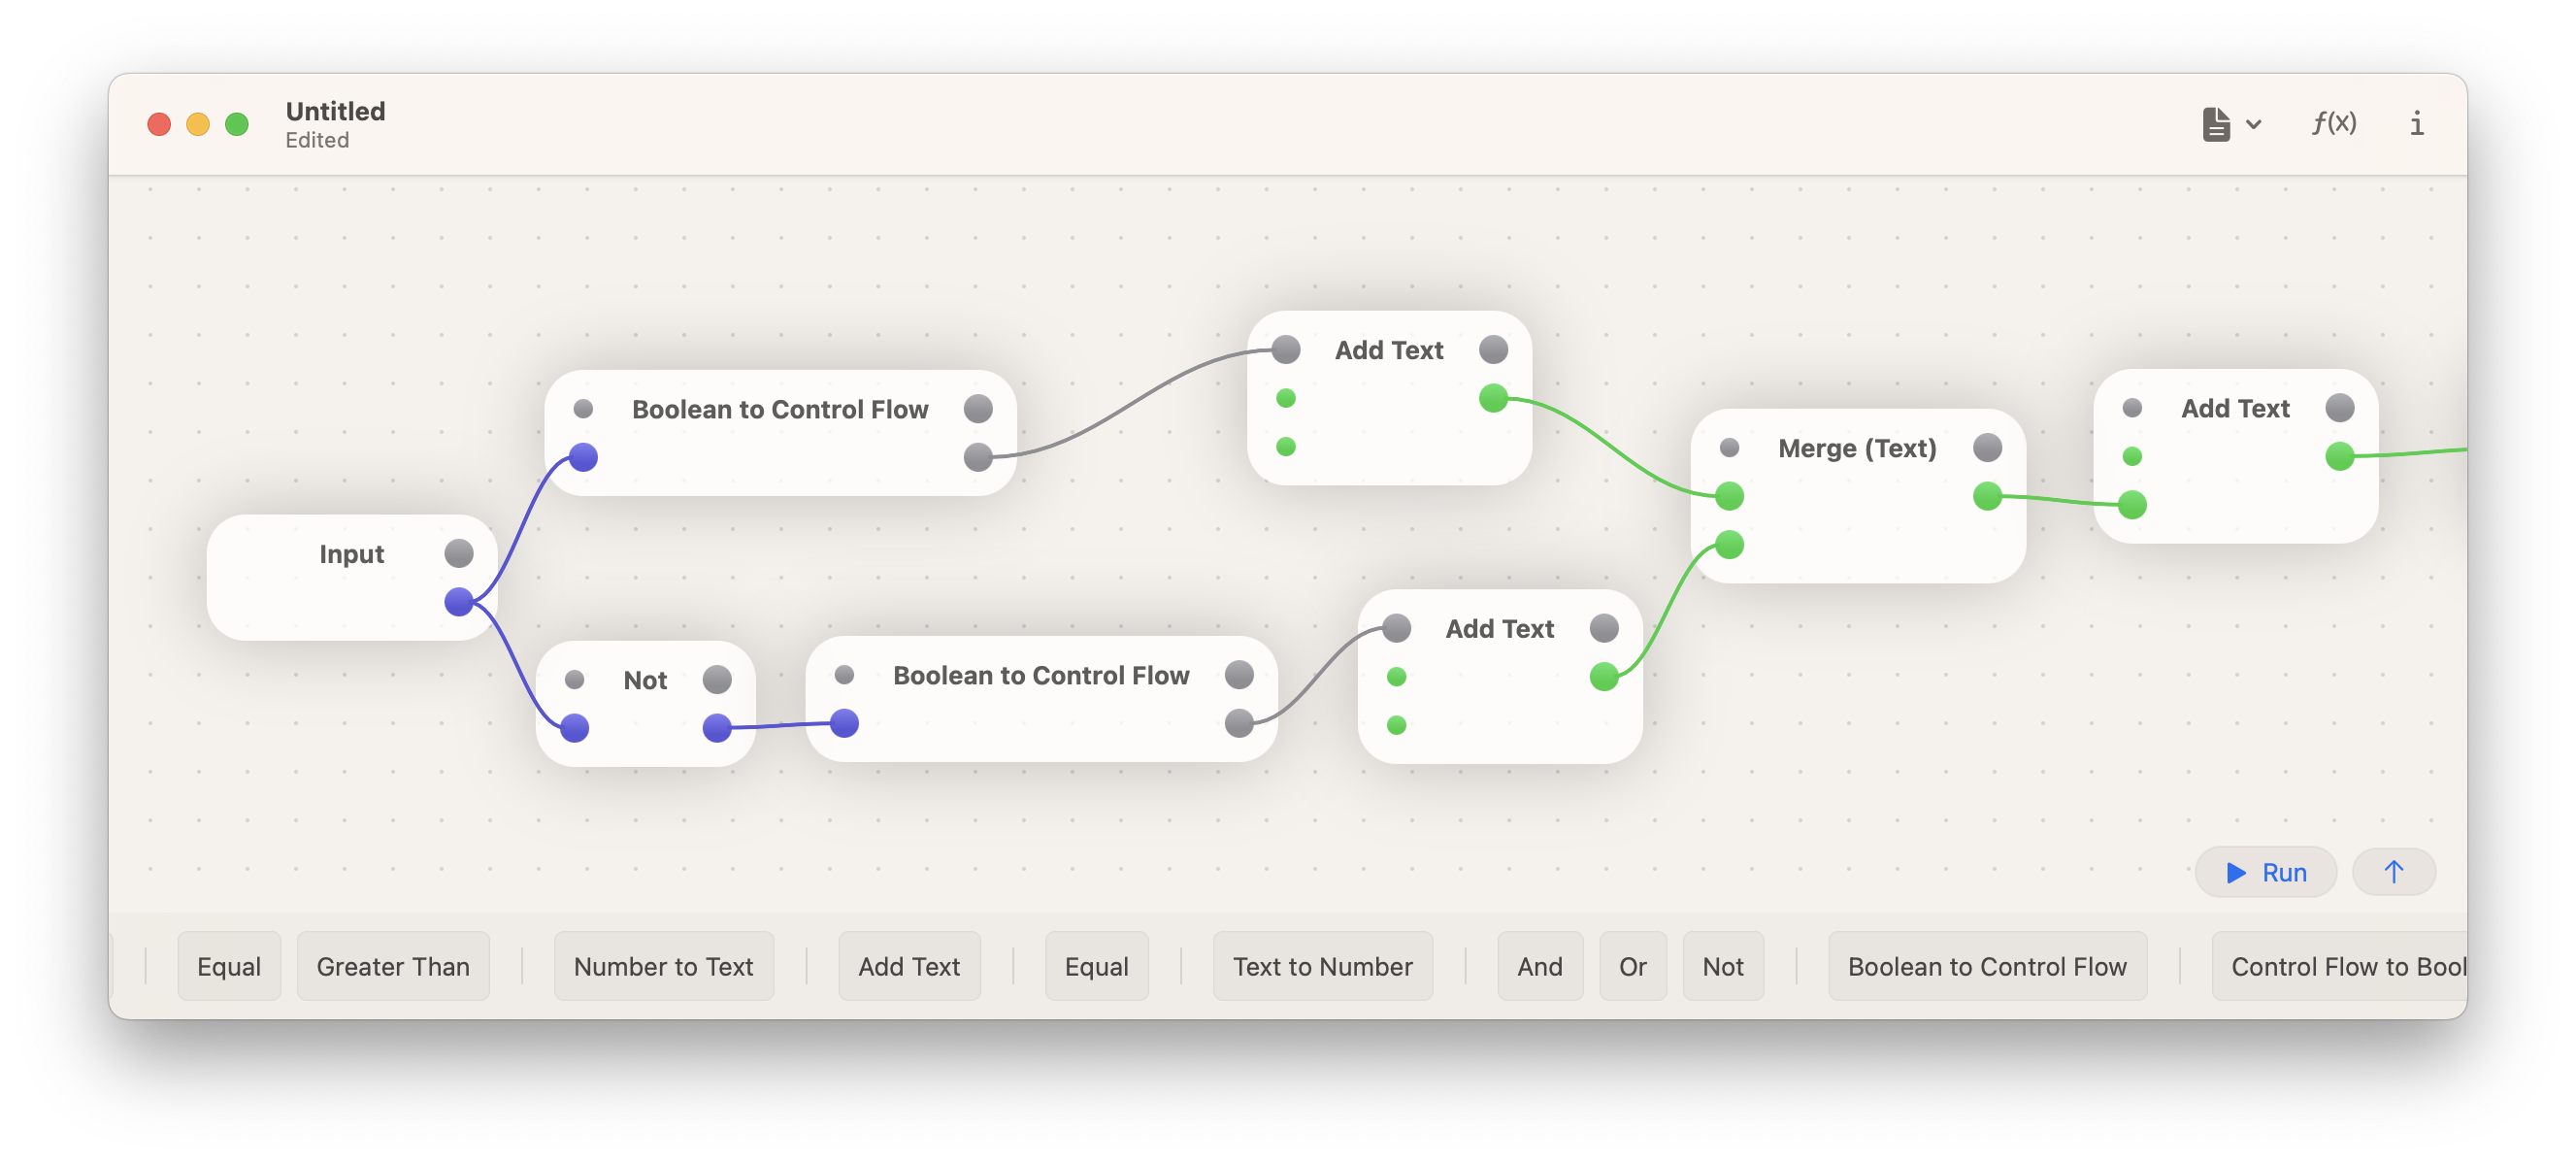 Untitled
Edited
f(x)
i
Add Text
Boolean to Control Flow
Add Text
Merge (Text)
Input
Add Text
Not
Boolean to Control Flow
Run
Equal
Greater Than
Number to Text
Add Text
Equal
Text to Number
And
Or
Not
Boolean to Control Flow
Control Flow to Bool